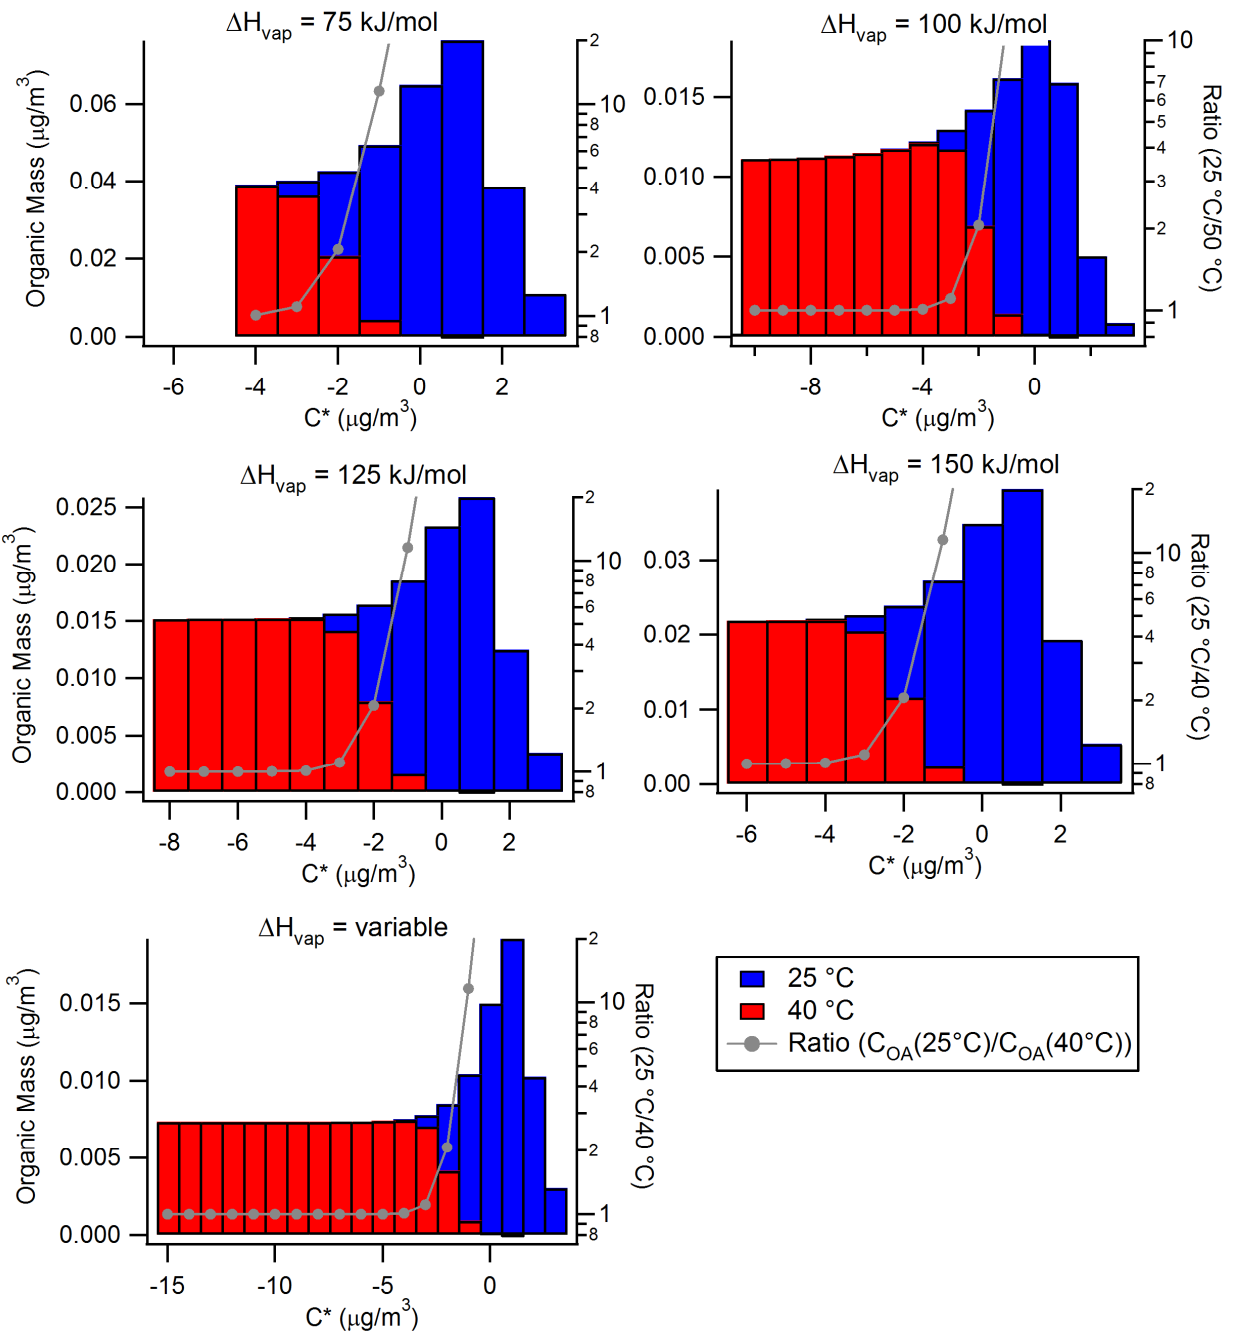 ΔHvap = 75 kJ/mol
Organic Mass (μg/m3)
0.06
0.04
0.02
0.00
2
10
8
6
4
2
1
8
-6 -4 -2 0 2
C* (μg/m3)
ΔHvap = 100 kJ/mol
0.015
0.010
0.005
0.000
10
7
6
5
4
3
2
1
Ratio (25 °C/50 °C)
-8 -4 0
C* (μg/m3)
ΔHvap = 125 kJ/mol
Organic Mass (μg/m3)
0.025
0.020
0.015
0.010
0.005
0.000
2
10
8
6
4
2
1
8
-8 -6 -4 -2 0 2
C* (μg/m3)
ΔHvap = 150 kJ/mol
0.03
0.02
0.01
0.00
2
10
8
6
4
2
1
8
Ratio (25 °C/40 °C)
-6 -4 -2 0 2
C* (μg/m3)
ΔHvap = variable
Organic Mass (μg/m3)
0.015
0.010
0.005
0.000
2
10
8
6
4
2
1
8
Ratio (25 °C/40 °C)
-15 -10 -5 0
C* (μg/m3)
25 °C
40 °C
Ratio (COA(25°C)/COA(40°C))